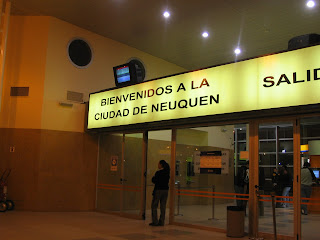 BIENVENIDOS A LA
CIUDAD DE NEUQUEN
SALID